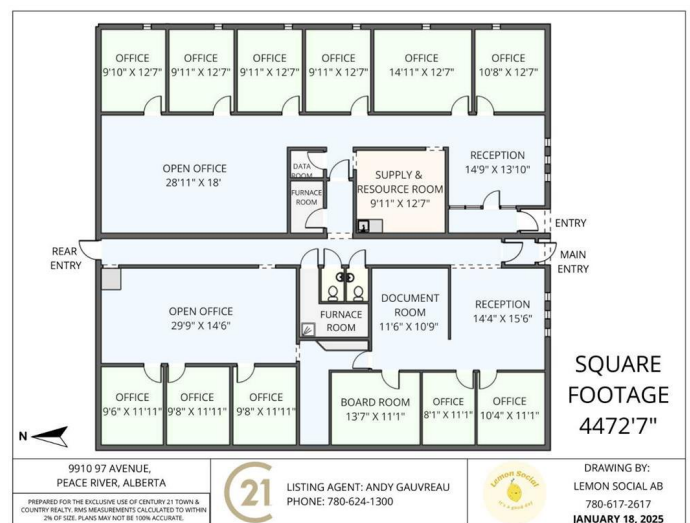 OFFICE
9'10" X 12'7"
OFFICE
9'11" X 12'7"
OFFICE
9'11" X 12'7"
OFFICE
9'11" X 12'7"
OFFICE
14'11" X 12'7"
OFFICE
10'8" X 12'7"
OPEN OFFICE
28'11" X 18'
DATA
ROOM
FURNACE
ROOM
SUPPLY &
RESOURCE ROOM
9'11" X 12'7"
RECEPTION
14'9" X 13'10"
ENTRY
REAR
ENTRY
MAIN
ENTRY
OPEN OFFICE
29'9" X 14'6"
FURNACE
ROOM
DOCUMENT
ROOM
11'6" X 10'9"
RECEPTION
14'4" X 15'6"
OFFICE
9'6" X 11'11"
OFFICE
9'8" X 11'11"
OFFICE
9'8" X 11'11"
BOARD ROOM
13'7" X 11'1"
OFFICE
8'1" X 11'1"
OFFICE
10'4" X 11'1"
SQUARE
FOOTAGE
4472'7"
N
9910 97 AVENUE,
PEACE RIVER, ALBERTA
PREPARED FOR THE EXCLUSIVE USE OF CENTURY 21 TOWN &
COUNTRY REALTY. RMS MEASUREMENTS CALCULATED TO WITHIN
2% OF SIZE. PLANS MAY NOT BE 100% ACCURATE.
C21
LISTING AGENT: ANDY GAUVREAU
PHONE: 780-624-1300
Lemon Social
DRAWING BY:
LEMON SOCIAL AB
780-617-2617
JANUARY 18, 2025